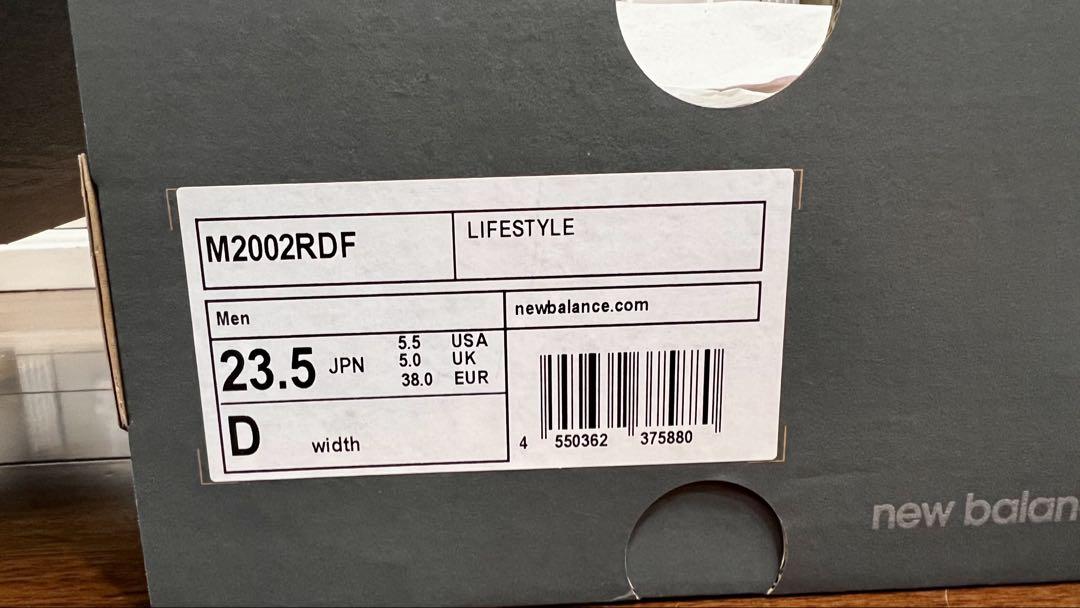 M2002RDF
LIFESTYLE
Men
newbalance.com
23.5 JPN
5.5 USA
5.0 UK
38.0 EUR
D width
4 550362 375880
new balan